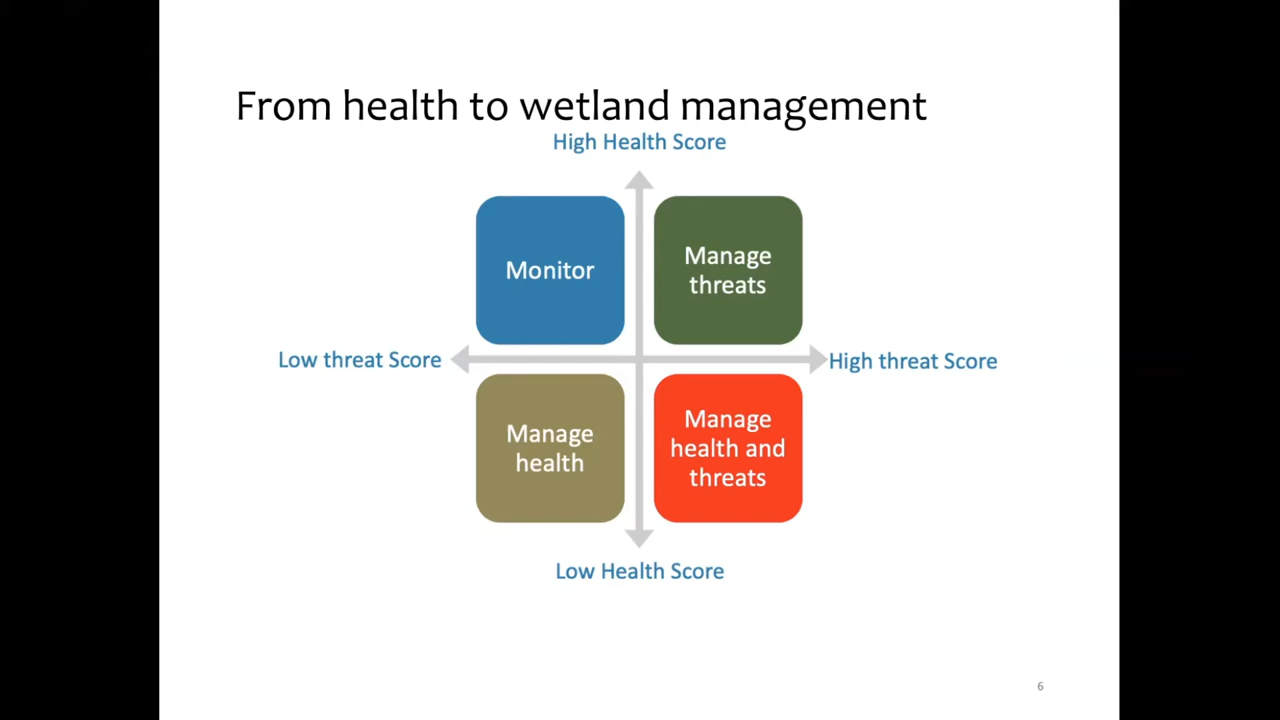 From health to wetland management
High Health Score
Monitor
Manage
threats
Low threat Score
High threat Score
Manage
health
Manage
health and
threats
Low Health Score
6